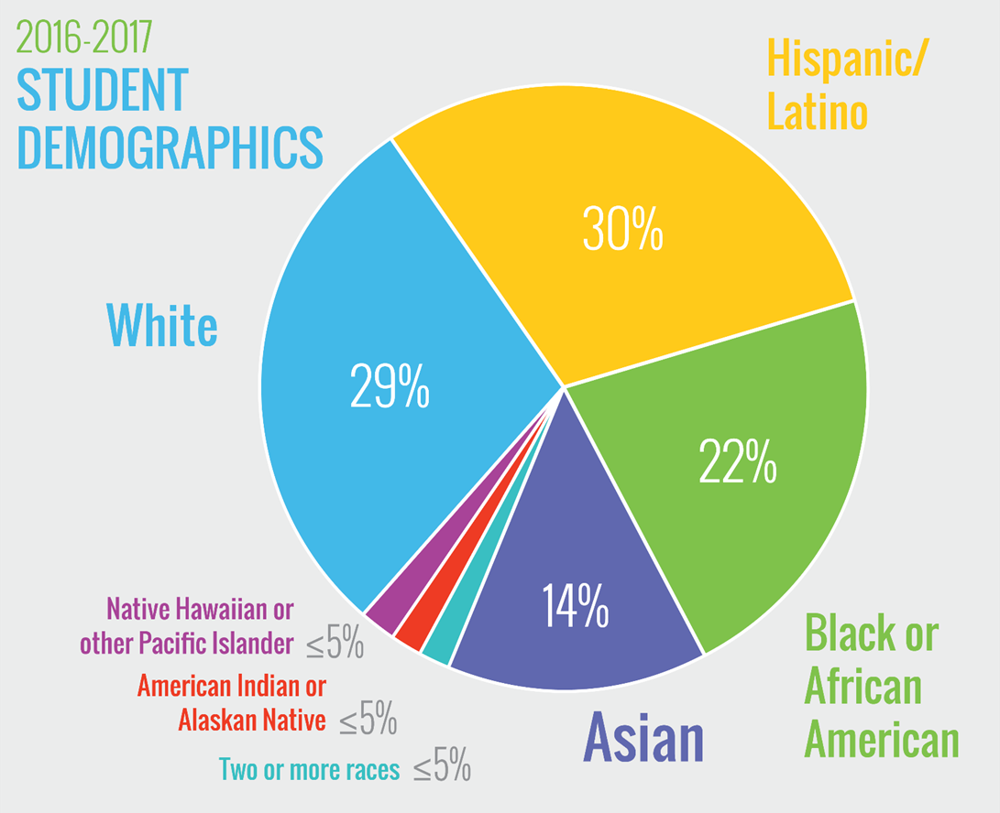 2016-2017
STUDENT
DEMOGRAPHICS
Hispanic/
Latino
30%
White
29%
22%
14%
Native Hawaiian or
other Pacific Islander ≤5%
American Indian or
Alaskan Native ≤5%
Two or more races ≤5%
Asian
Black or
African
American